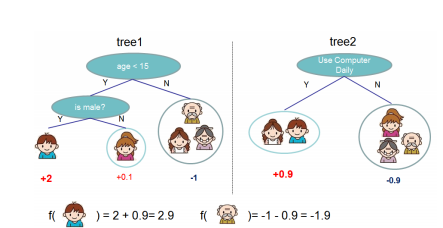 tree1
tree2
age < 15
Use Computer
Daily
Y
N
Y
N
is male?
Y
N
+2
+0.1
-1
+0.9
-0.9
f( ) = 2 + 0.9= 2.9
f( )= -1 - 0.9 = -1.9